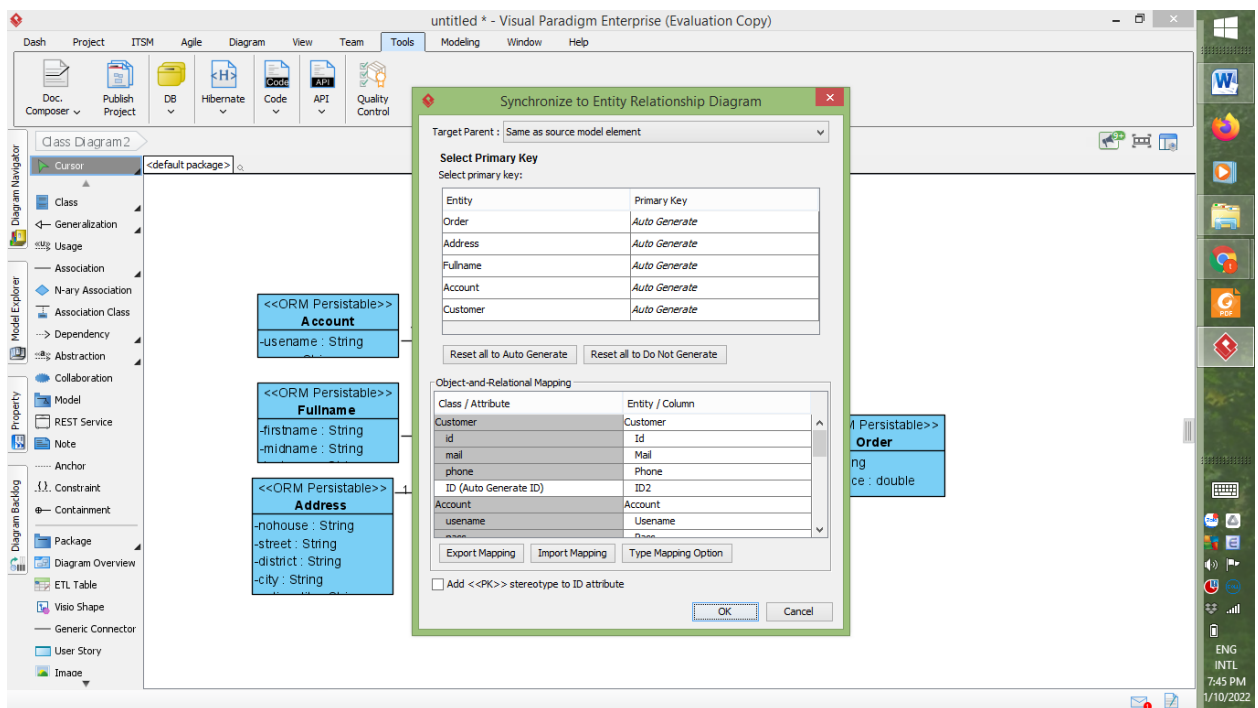 untitled * - Visual Paradigm Enterprise (Evaluation Copy)
Dash Project ITSM Agile Diagram View Team Tools Modeling Window Help
Doc. Composer
Publish Project
DB
Hibernate
Code
API
Quality Control
Class Diagram2
<default package>
Diagram Navigator
Model Explorer
Property
Diagram Backlog
Cursor
Class
Generalization
Usage
Association
N-ary Association
Association Class
Dependency
Abstraction
Collaboration
Model
REST Service
Note
Anchor
Constraint
Containment
Package
Diagram Overview
ETL Table
Visio Shape
Generic Connector
User Story
Image
<<ORM Persistable>>
Account
-usename : String
<<ORM Persistable>>
Fullname
-firstname : String
-midname : String
<<ORM Persistable>>
Address
-nohouse : String
-street : String
-district : String
-city : String
1
Synchronize to Entity Relationship Diagram
Target Parent : Same as source model element
Select Primary Key
Select primary key:
Entity Primary Key
Order Auto Generate
Address Auto Generate
Fullname Auto Generate
Account Auto Generate
Customer Auto Generate
Reset all to Auto Generate Reset all to Do Not Generate
Object-and-Relational Mapping
Class / Attribute Entity / Column
Customer Customer
id Id
mail Mail
phone Phone
ID (Auto Generate ID) ID2
Account Account
usename Usename
Export Mapping Import Mapping Type Mapping Option
Add <<PK>> stereotype to ID attribute
OK Cancel
Persistable>>
Order
ng
ce : double
ENG
INTL
7:45 PM
1/10/2022